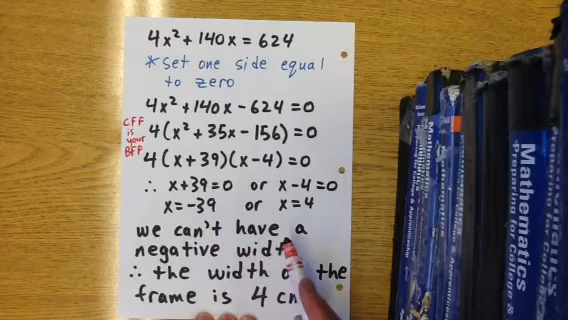 4x² + 140x = 624
*set one side equal
to zero
4x² + 140x - 624 = 0
CFF
is
your
BFF
4(x² + 35x - 156) = 0
4(x + 39)(x - 4) = 0
∴ x + 39 = 0 or x - 4 = 0
x = -39 or x = 4
we can't have a
negative
∴ the width the
frame is 4
Mathematics
Preparing for College &
Mathematics